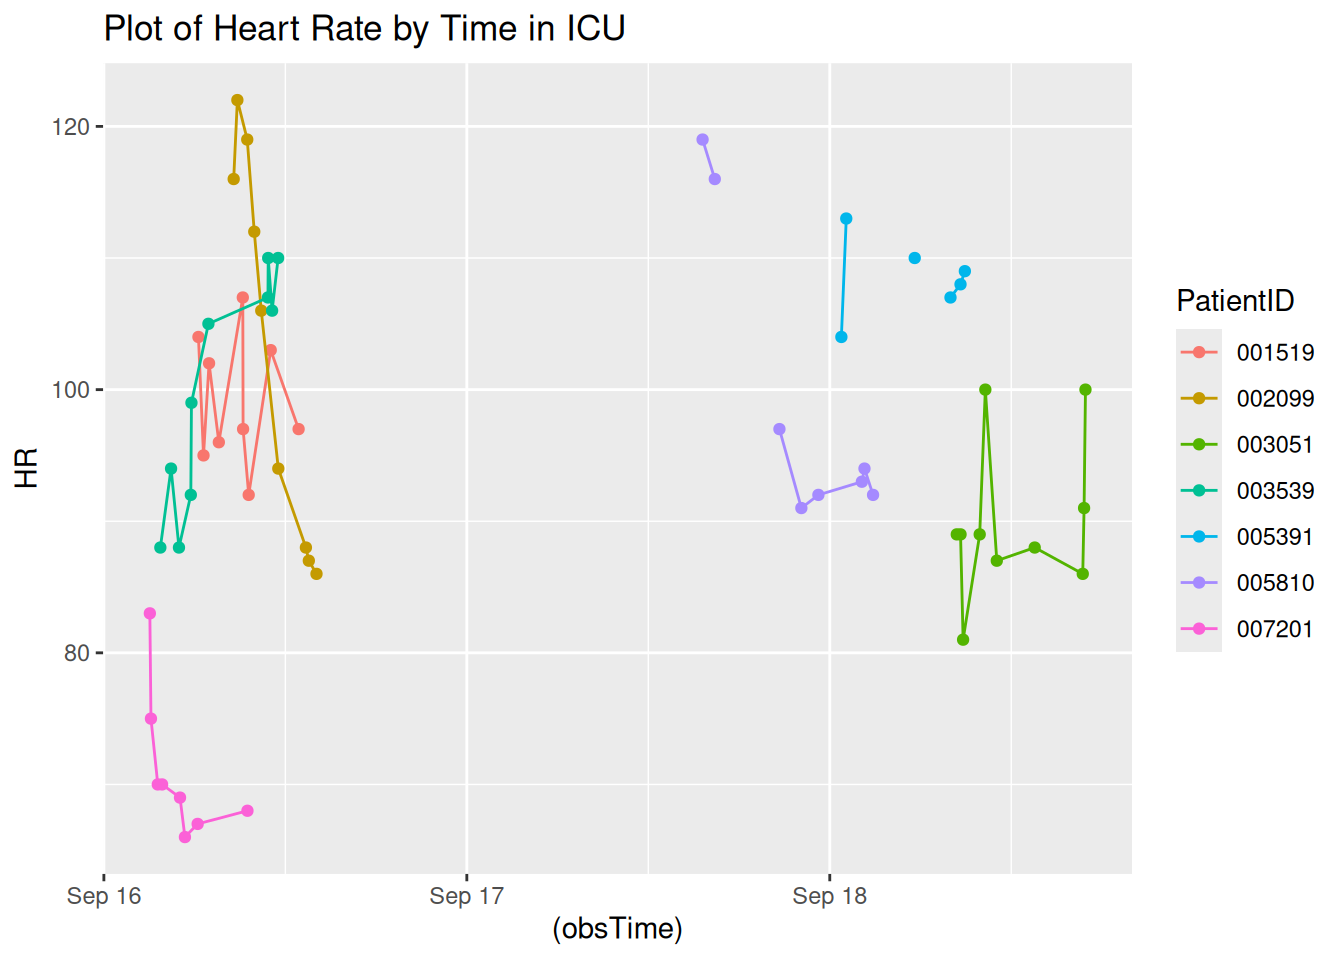 Plot of Heart Rate by Time in ICU
120
100
80
HR
Sep 16
Sep 17
Sep 18
(obsTime)
PatientID
001519
002099
003051
003539
005391
005810
007201